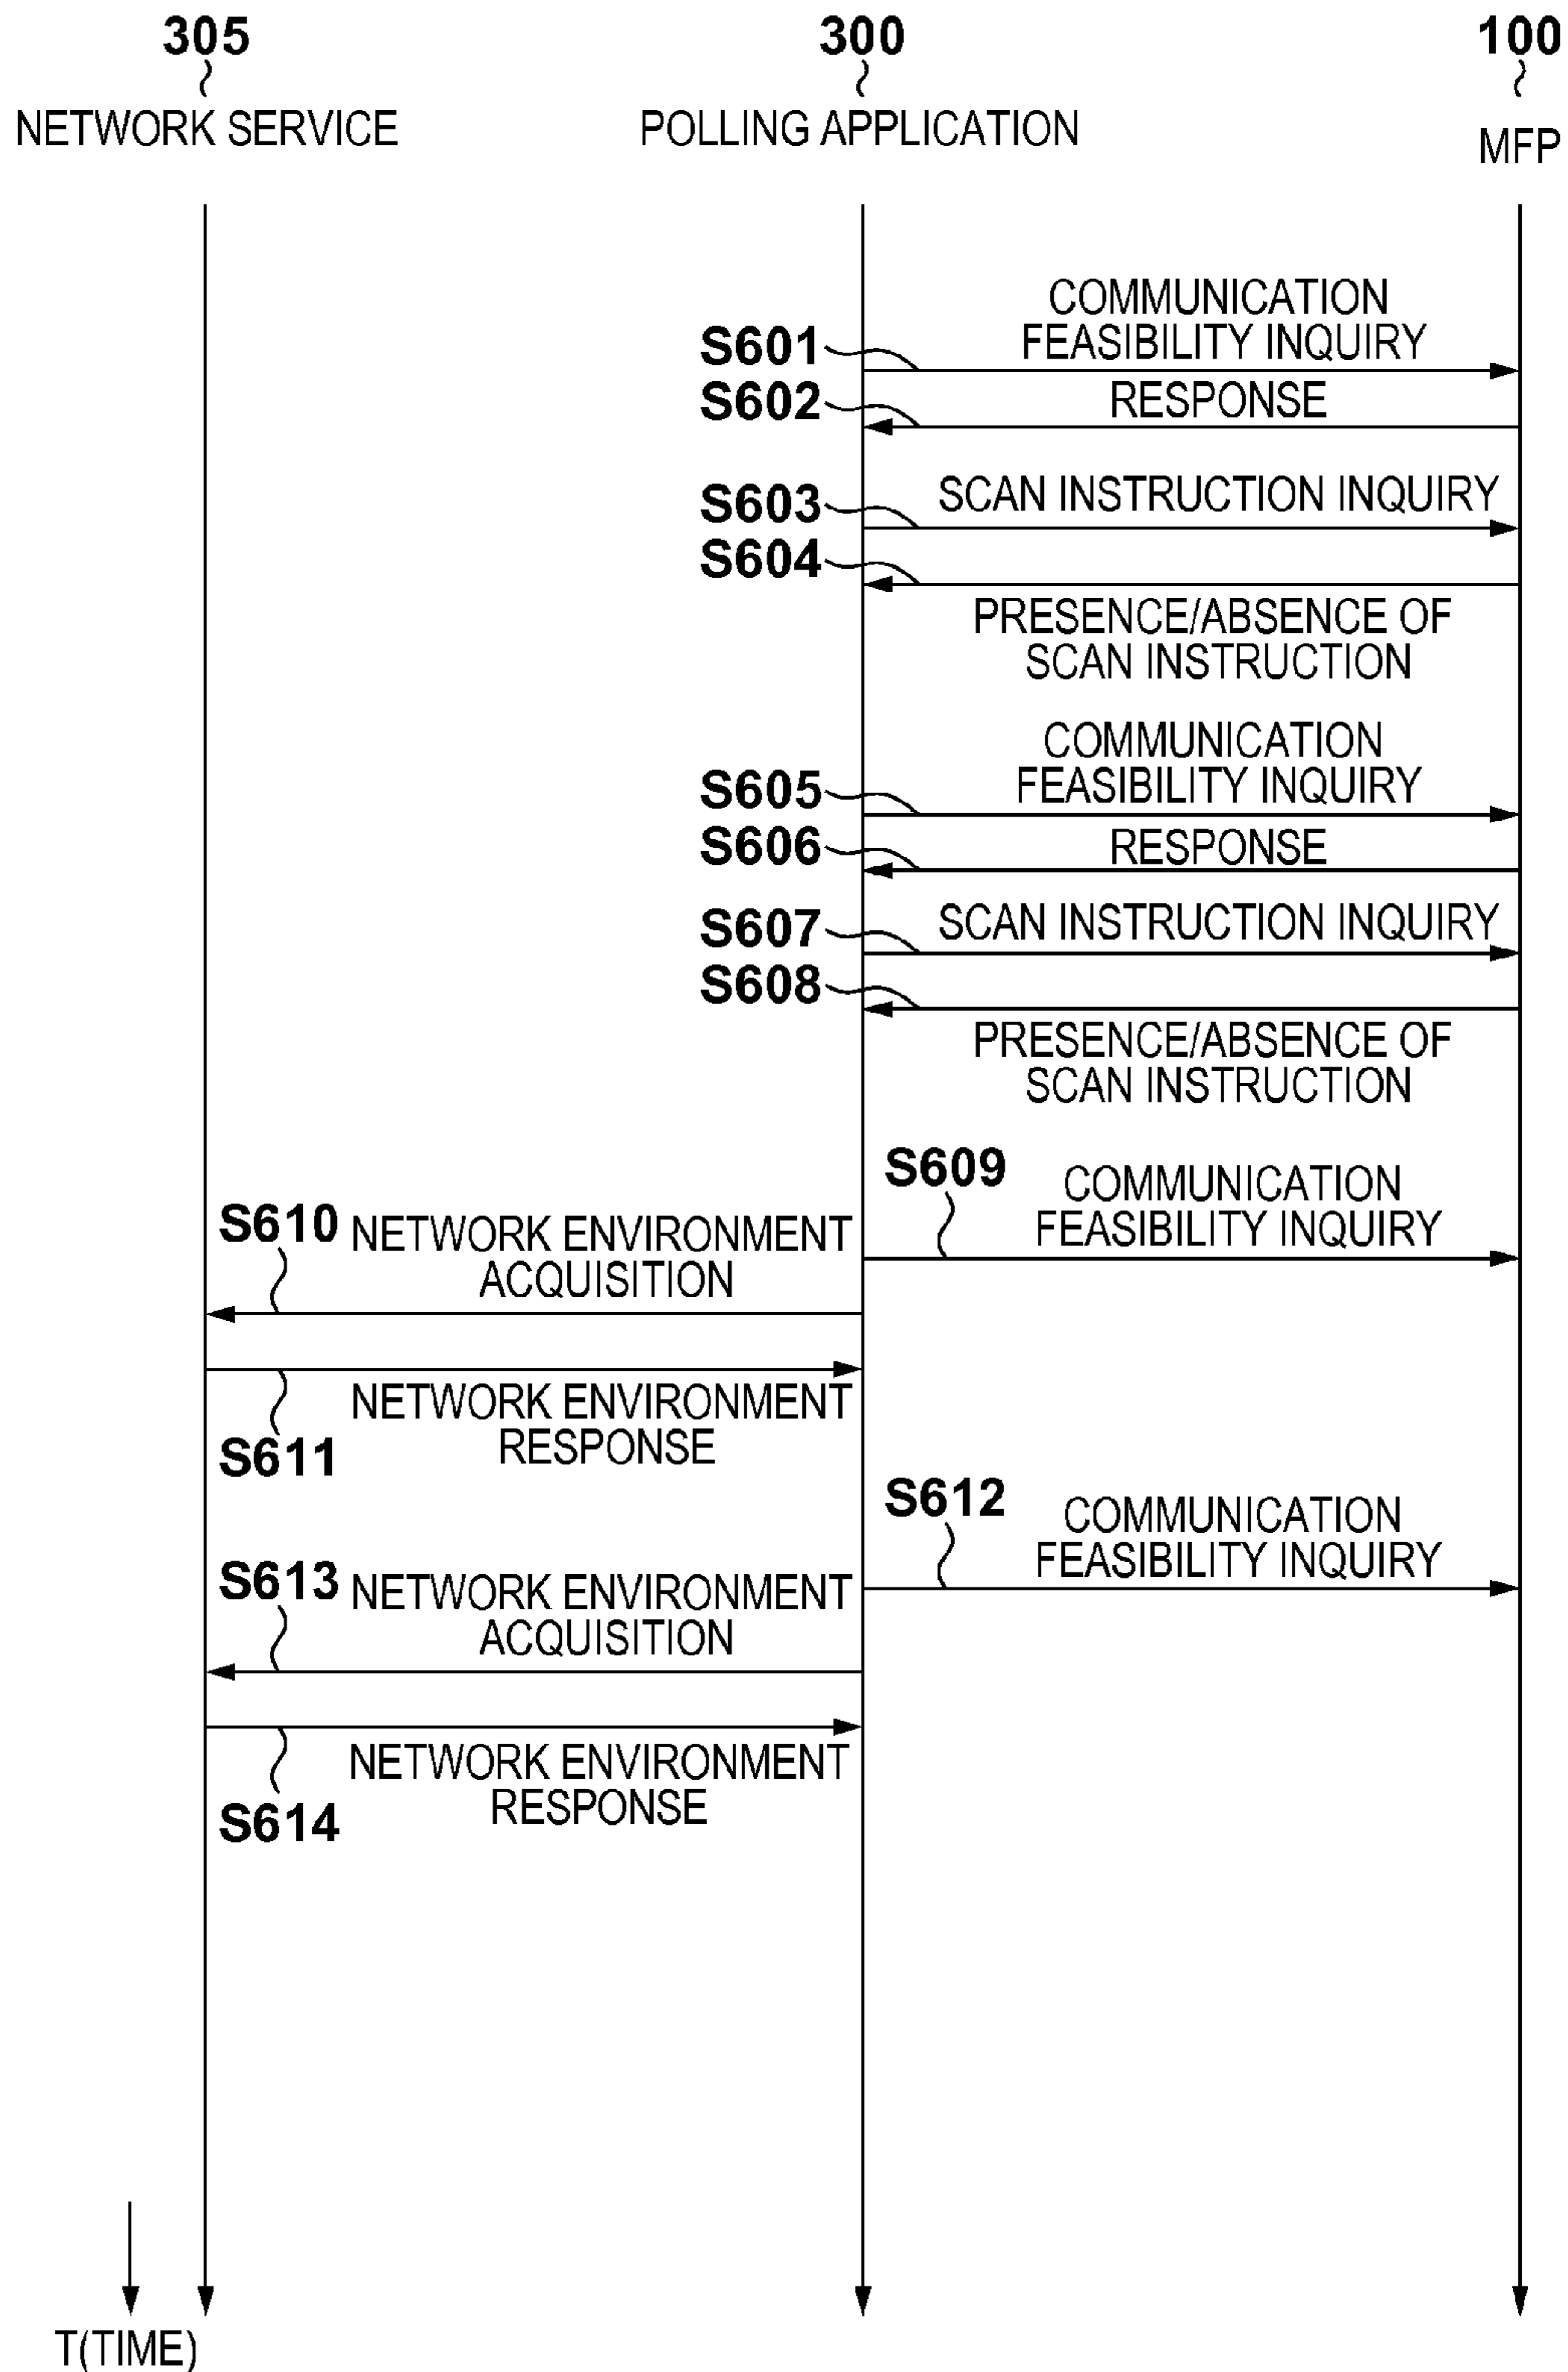 305
300
100
NETWORK SERVICE
POLLING APPLICATION
MFP
COMMUNICATION
FEASIBILITY INQUIRY
S601
S602
RESPONSE
S603
SCAN INSTRUCTION INQUIRY
S604
PRESENCE/ABSENCE OF
SCAN INSTRUCTION
COMMUNICATION
FEASIBILITY INQUIRY
S605
S606
RESPONSE
S607
SCAN INSTRUCTION INQUIRY
S608
PRESENCE/ABSENCE OF
SCAN INSTRUCTION
S609
COMMUNICATION
FEASIBILITY INQUIRY
S610
NETWORK ENVIRONMENT
ACQUISITION
NETWORK ENVIRONMENT
RESPONSE
S611
S612
COMMUNICATION
FEASIBILITY INQUIRY
S613
NETWORK ENVIRONMENT
ACQUISITION
NETWORK ENVIRONMENT
RESPONSE
S614
T(TIME)